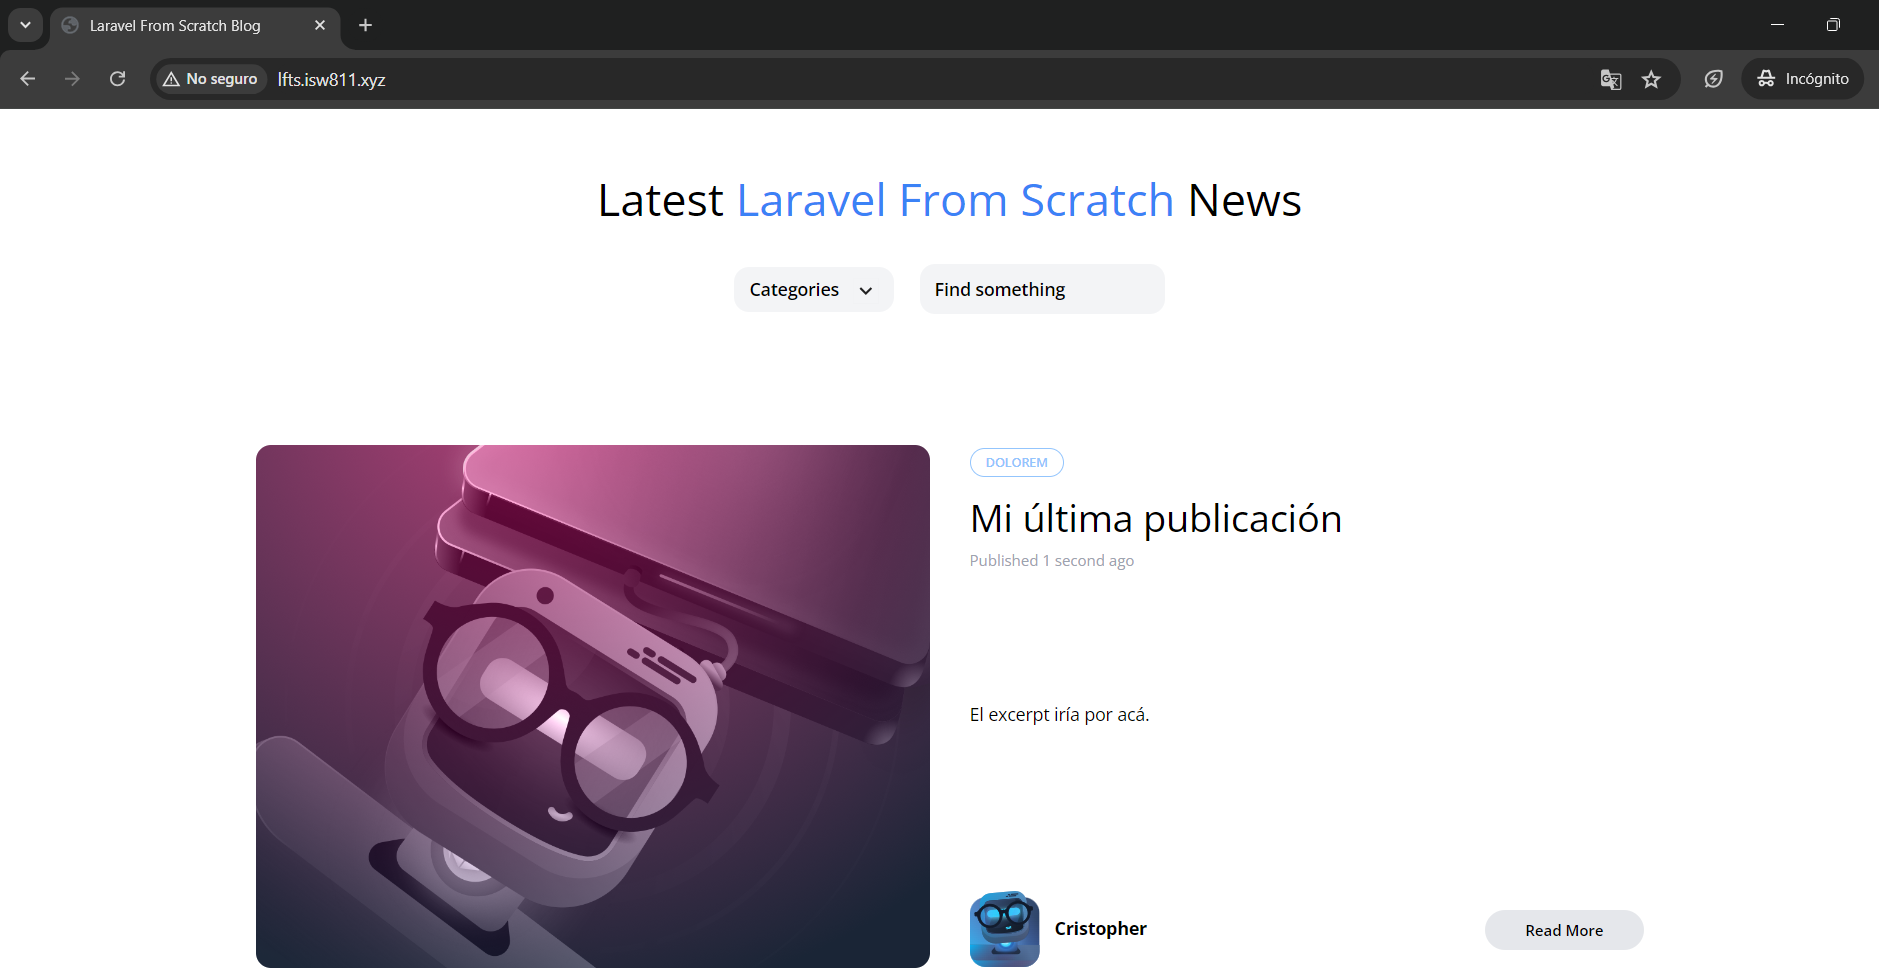 Laravel From Scratch Blog
No seguro
lfts.isw811.xyz
Incógnito
Latest Laravel From Scratch News
Categories
Find something
DOLOREM
Mi última publicación
Published 1 second ago
El excerpt iría por acá.
Cristopher
Read More